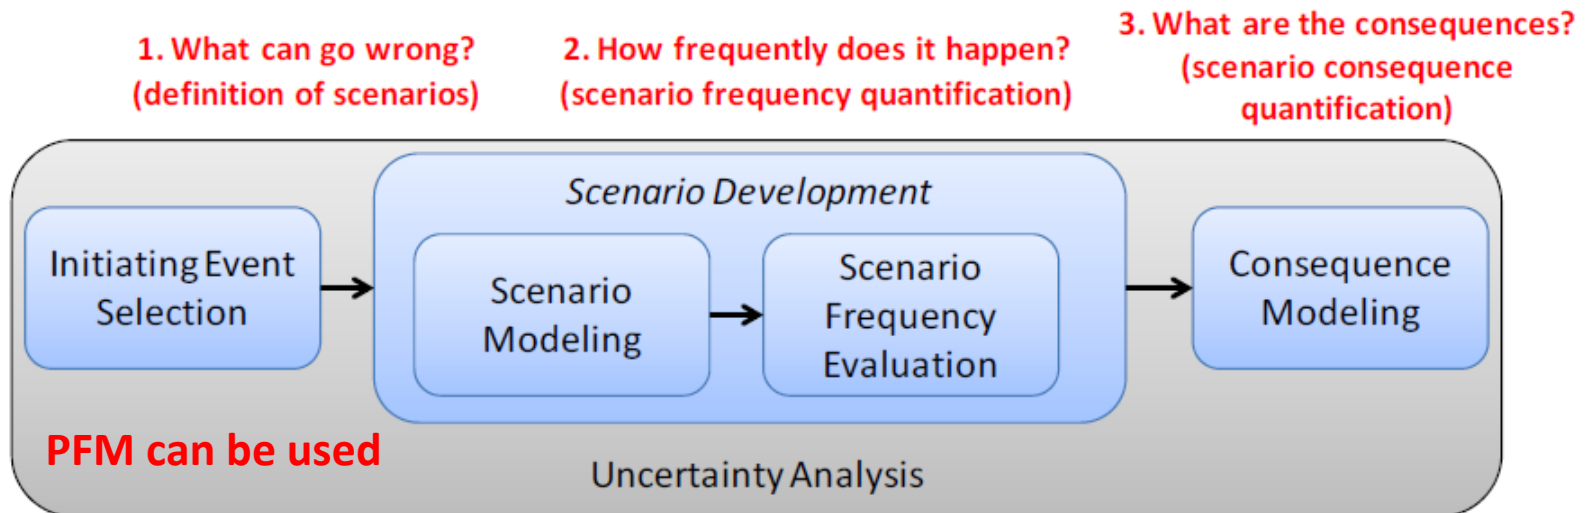 1. What can go wrong?
(definition of scenarios)
2. How frequently does it happen?
(scenario frequency quantification)
3. What are the consequences?
(scenario consequence
quantification)
Scenario Development
Initiating Event
Selection
Scenario
Modeling
Scenario
Frequency
Evaluation
Consequence
Modeling
PFM can be used
Uncertainty Analysis